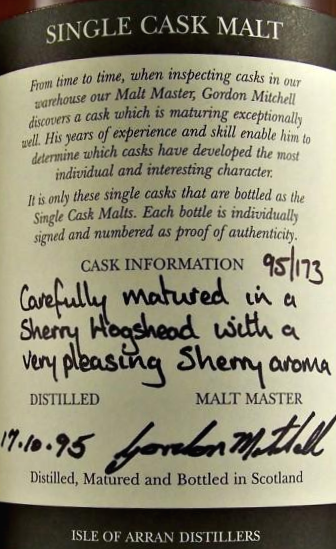 SINGLE CASK MALT
From time to time, when inspecting casks in our
warehouse our Malt Master, Gordon Mitchell
discovers a cask which is maturing exceptionally
well. His years of experience and skill enable him to
determine which casks have developed the most
individual and interesting character.
It is only these single casks that are bottled as the
Single Cask Malts. Each bottle is individually
signed and numbered as proof of authenticity.
CASK INFORMATION 95/173
Carefully matured in a
Sherry Hogshead with a
very pleasing Sherry aroma
DISTILLED MALT MASTER
17.10.95 Gordon Mitchell
Distilled, Matured and Bottled in Scotland
ISLE OF ARRAN DISTILLERS